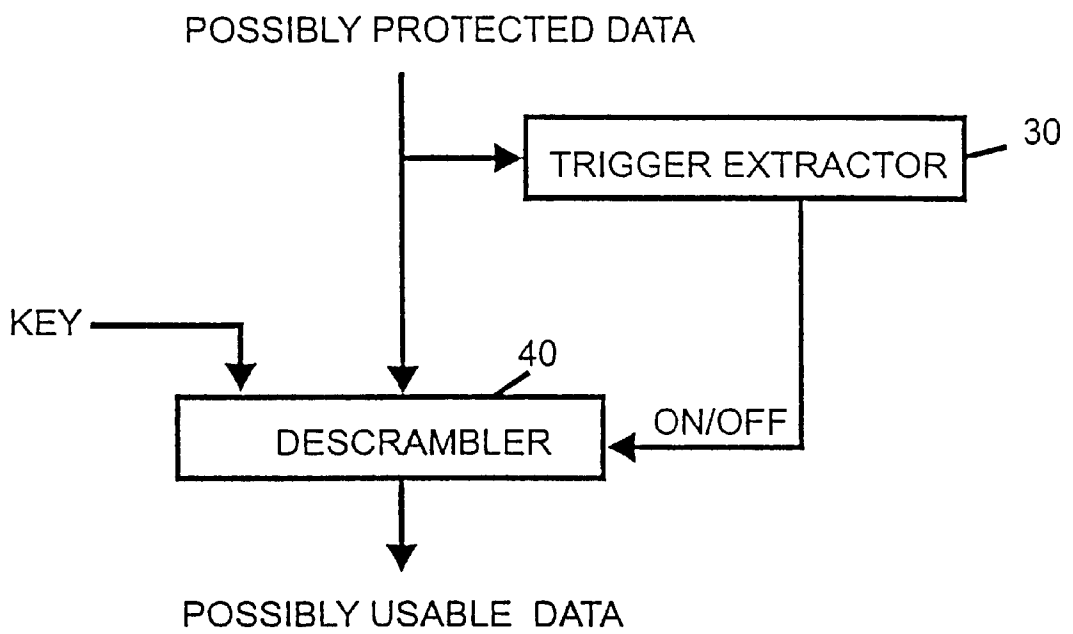 POSSIBLY PROTECTED DATA
30
TRIGGER EXTRACTOR
KEY
40
ON/OFF
DESCRAMBLER
POSSIBLY USABLE DATA